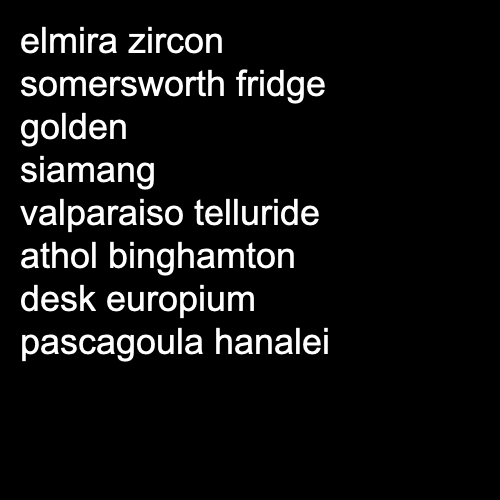 elmira zircon
somersworth fridge
golden
siamang
valparaiso telluride
athol binghamton
desk europium
pascagoula hanalei